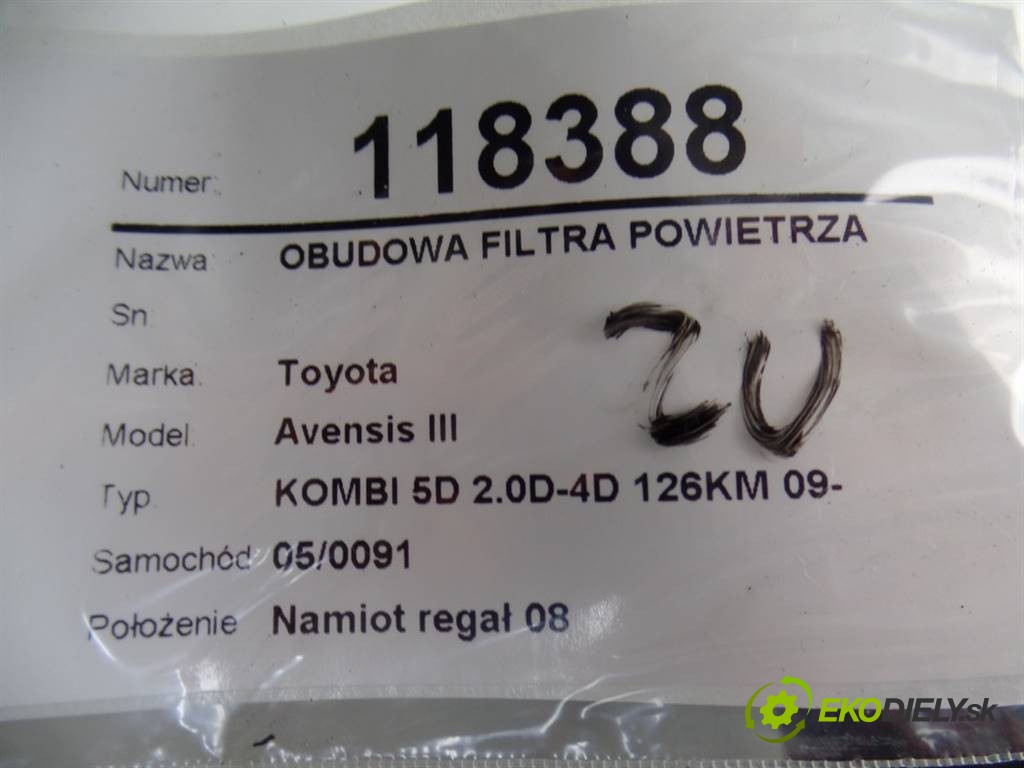 Numer: 118388
Nazwa OBUDOWA FILTRA POWIETRZA
Sn
Marka. Toyota
Model. Avensis III
Typ. KOMBI 5D 2.0D-4D 126KM 09-
Samochód 05/0091
Położenie Namiot regał 08
ZU
EKODIELY.sk